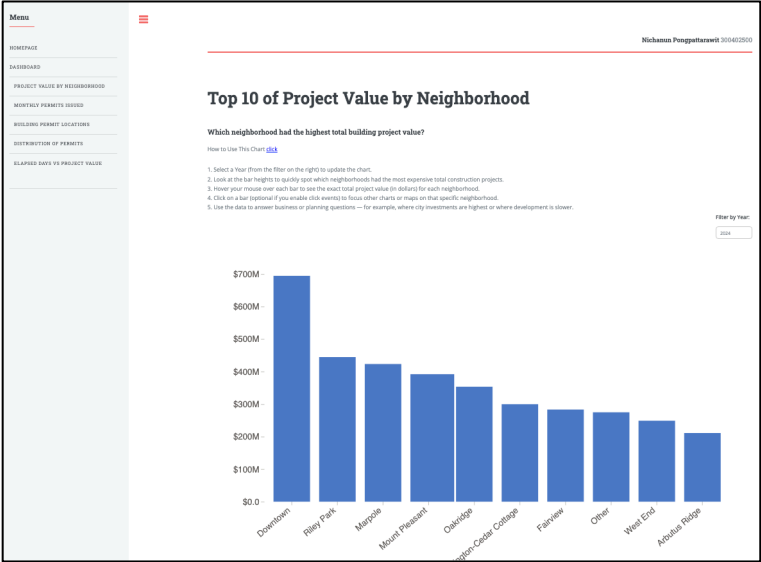 Menu
HOMEPAGE
DASHBOARD
PROJECT VALUE BY NEIGHBORHOOD
MONTHLY PERMITS ISSUED
BUILDING PERMIT LOCATIONS
DISTRIBUTION OF PERMITS
ELAPSED DAYS VS PROJECT VALUE
Nichanun Pongpattarawit 300402500
Top 10 of Project Value by Neighborhood
Which neighborhood had the highest total building project value?
How to Use This Chart click
1. Select a Year (from the filter on the right) to update the chart.
2. Look at the bar heights to quickly spot which neighborhoods had the most expensive total construction projects.
3. Hover your mouse over each bar to see the exact total project value (in dollars) for each neighborhood.
4. Click on a bar (optional if you enable click events) to focus other charts or maps on that specific neighborhood.
5. Use the data to answer business or planning questions — for example, where city investments are highest or where development is slower.
Filter by Year:
2024
$700M
$600M
$500M
$400M
$300M
$200M
$100M
$0.0
Downtown
Riley Park
Marpole
Mount Pleasant
Oakridge
ngton-Cedar Cottage
Fairview
Other
West End
Arbutus Ridge